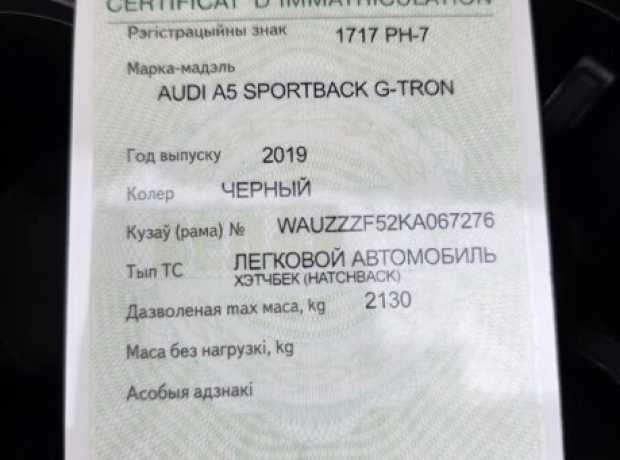 CERTIFICAT D'IMMATRICULATION
Рэгістрацыйны знак 1717 PH-7
Марка-мадэль
AUDI A5 SPORTBACK G-TRON
Год выпуску 2019
Колер ЧЕРНЫЙ
Кузаў (рама) № WAUZZZF52KA067276
Тып ТС ЛЕГКОВОЙ АВТОМОБИЛЬ
ХЭТЧБЕК (HATCHBACK)
Дазволеная max маса, kg 2130
Маса без нагрузкі, kg
Асобыя адзнакі